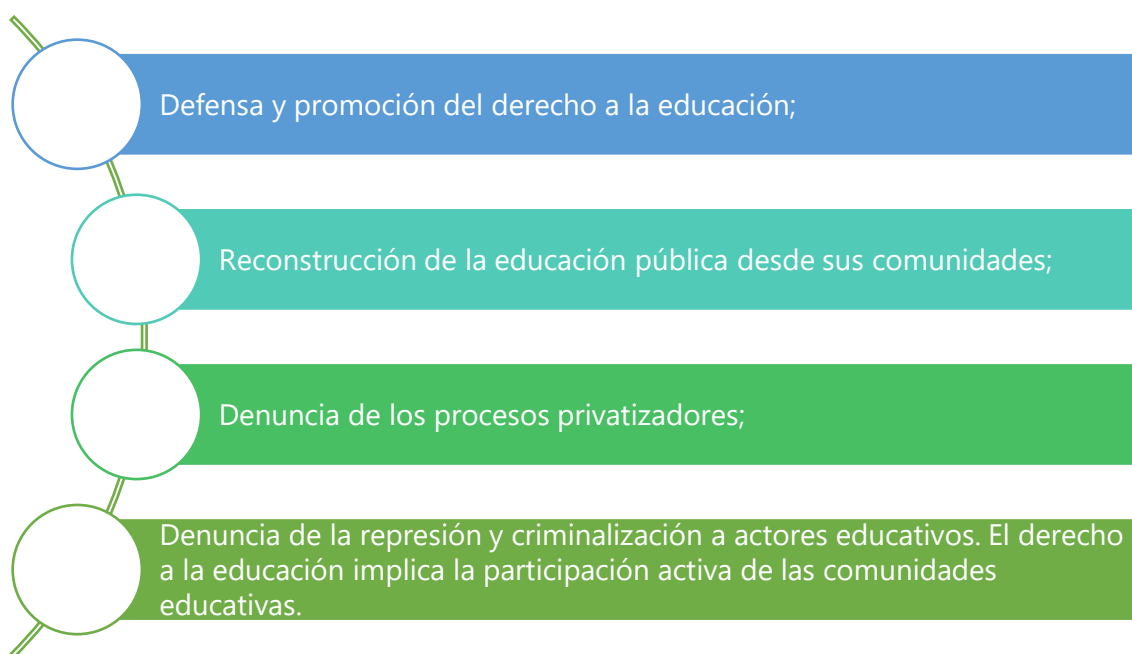 Defensa y promoción del derecho a la educación;
Reconstrucción de la educación pública desde sus comunidades;
Denuncia de los procesos privatizadores;
Denuncia de la represión y criminalización a actores educativos. El derecho
a la educación implica la participación activa de las comunidades
educativas.